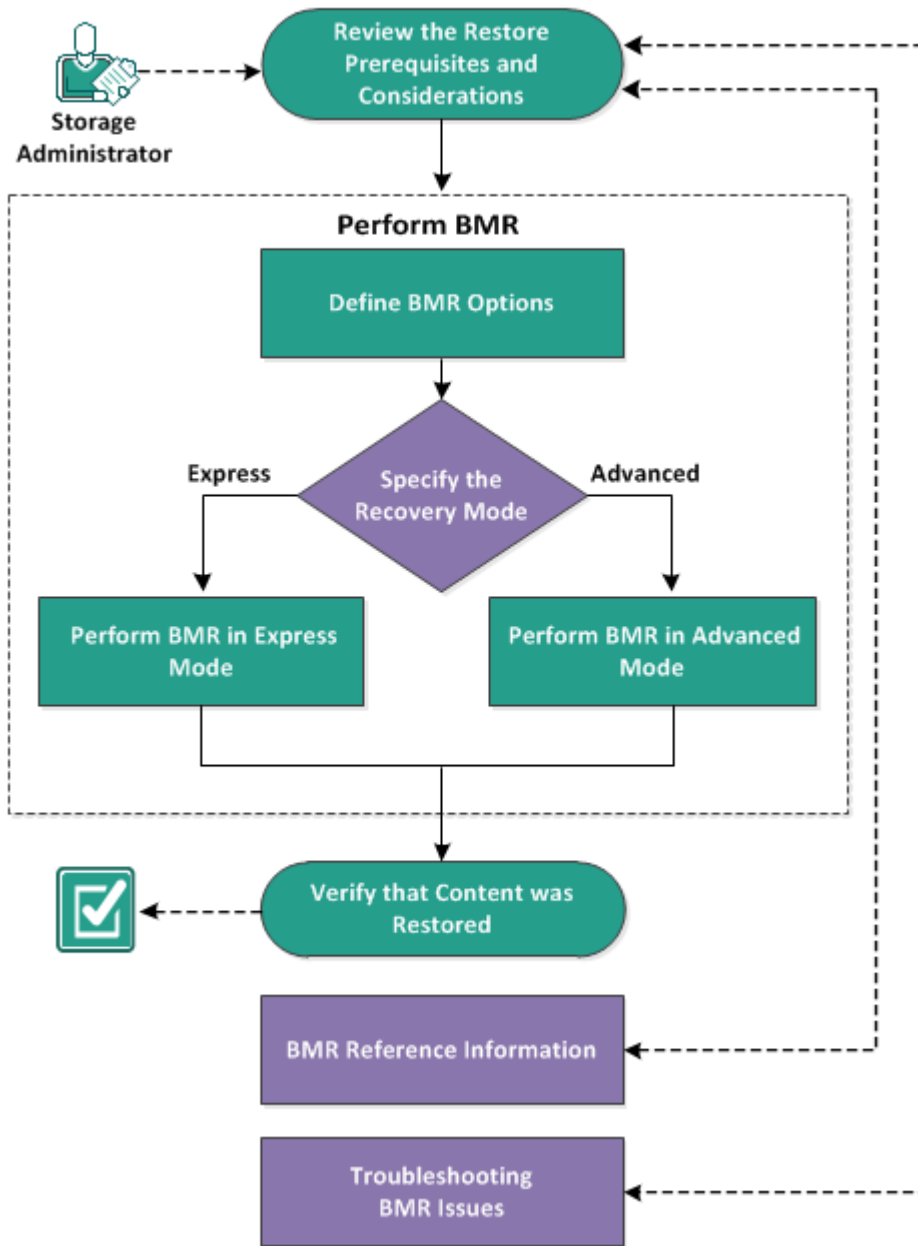 Review the Restore
Prerequisites and
Considerations
Storage
Administrator
Perform BMR
Define BMR Options
Express
Specify the
Recovery Mode
Advanced
Perform BMR in Express
Mode
Perform BMR in Advanced
Mode
Verify that Content was
Restored
BMR Reference Information
Troubleshooting
BMR Issues